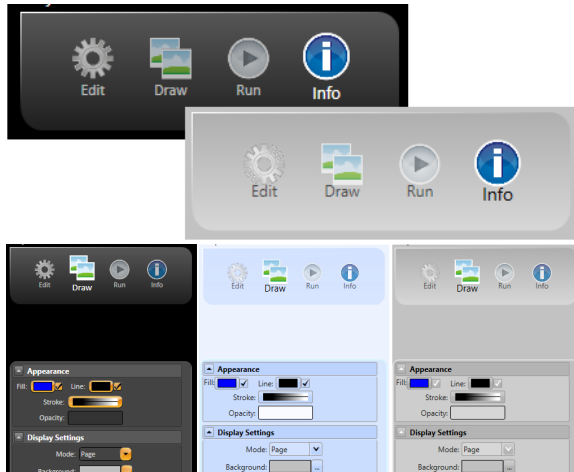 Edit Draw Run Info
Edit Draw Run Info
Edit Draw Run Info
Edit Draw Run Info
Edit Draw Run Info
Appearance
Fill: Line:
Stroke:
Opacity:
Display Settings
Mode: Page
Background:
Appearance
Fill: Line:
Stroke:
Opacity:
Display Settings
Mode: Page
Background: ...
Appearance
Fill: Line:
Stroke:
Opacity:
Display Settings
Mode: Page
Background: ...